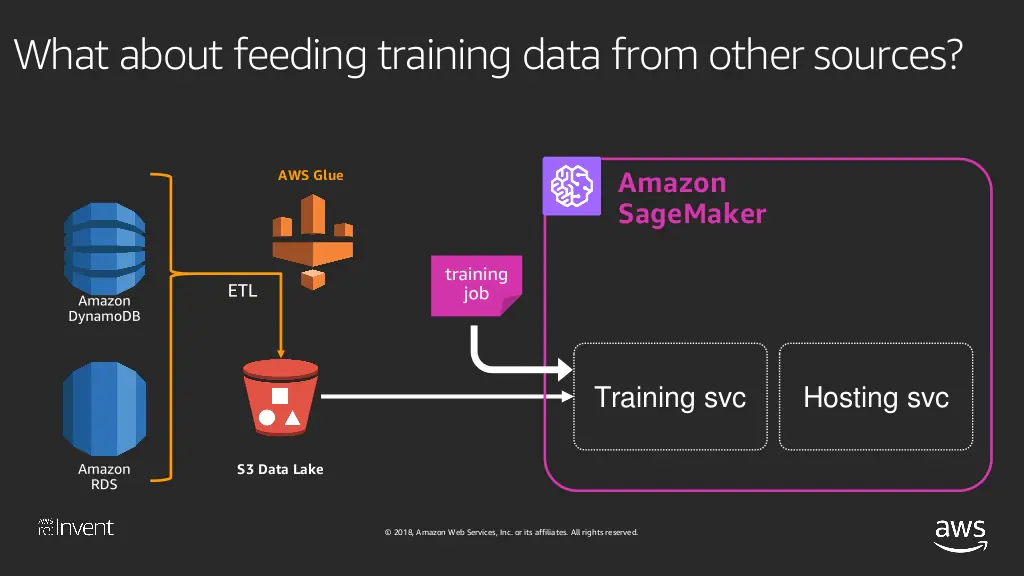 What about feeding training data from other sources?
AWS Glue
Amazon
SageMaker
training
job
ETL
Amazon
DynamoDB
Training svc
Hosting svc
Amazon
RDS
S3 Data Lake
AWS
re:Invent
© 2018, Amazon Web Services, Inc. or its affiliates. All rights reserved.
aws